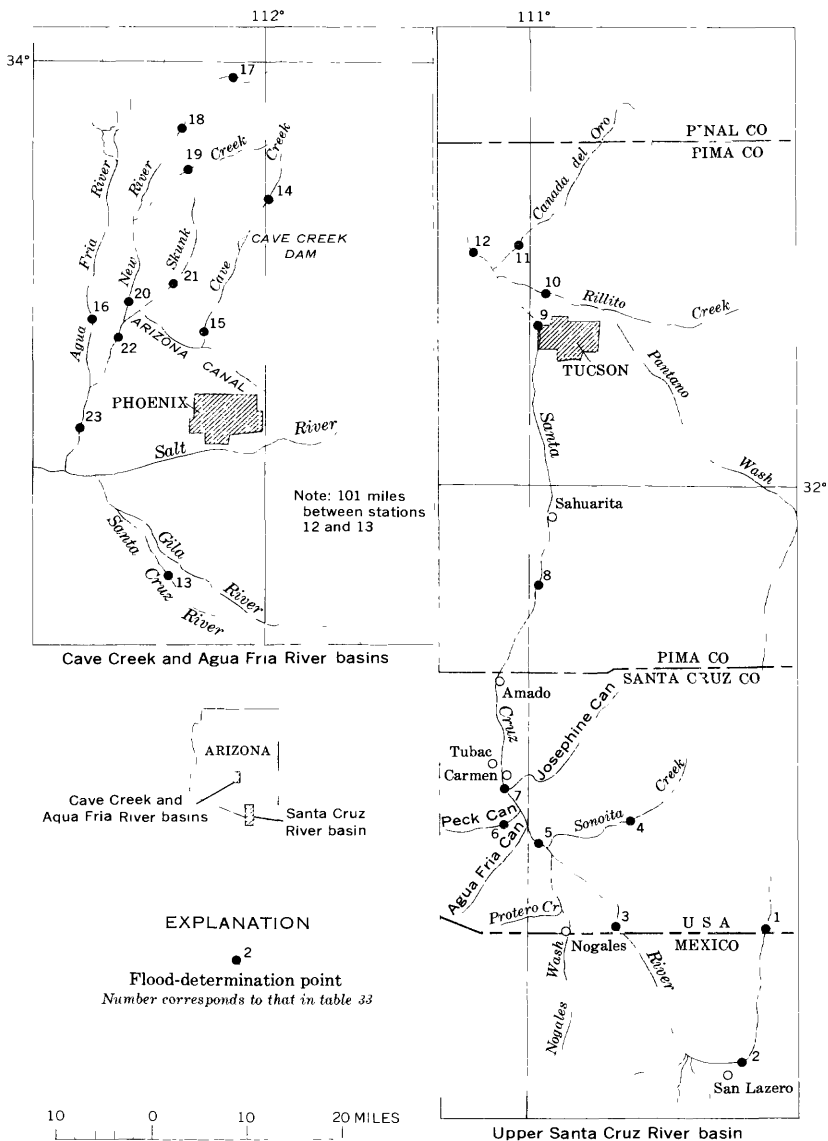 112°
34°
17
18
19
Creek
Creek
14
CAVE CREEK
DAM
River
River
Fria
New
Skunk
Cave
21
20
16
15
Agua
22
ARIZONA
CANAL
23
PHOENIX
Salt
River
Note: 101 miles
between stations
12 and 13
Santa
Cruz
River
Gila
River
13
Cave Creek and Agua Fria River basins
ARIZONA
Cave Creek and
Aqua Fria River basins
Santa Cruz
River basin
EXPLANATION
2
Flood-determination point
Number corresponds to that in table 33
10
0
10
20 MILES
111°
PINAL CO
PIMA CO
Canada del Oro
12
11
10
Rillito
Creek
9
TUCSON
Pantano
Wash
Santa
32°
Sahuarita
8
PIMA CO
SANTA CRUZ CO
Amado
Cruz
Josephine Can
Tubac
Carmen
7
Peck Can
6
Agua Fria Can
5
Sonoita
Creek
4
Protero Cr
3
U S A
MEXICO
1
Nogales
Wash
Nogales
River
2
San Lazero
Upper Santa Cruz River basin